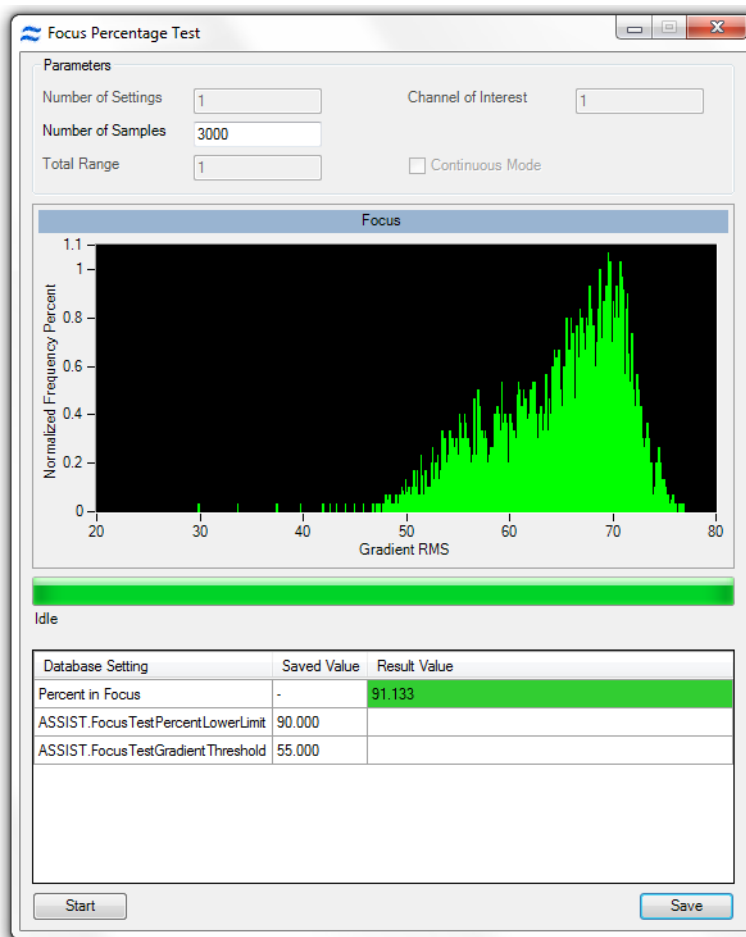 Focus Percentage Test
Parameters
Number of Settings 1 Channel of Interest 1
Number of Samples 3000
Total Range 1 Continuous Mode
Focus
Normalized Frequency Percent
1.1
1
0.8
0.6
0.4
0.2
0
20 30 40 50 60 70 80
Gradient RMS
Idle
Database Setting Saved Value Result Value
Percent in Focus - 91.133
ASSIST.FocusTestPercentLowerLimit 90.000
ASSIST.FocusTestGradientThreshold 55.000
Start Save